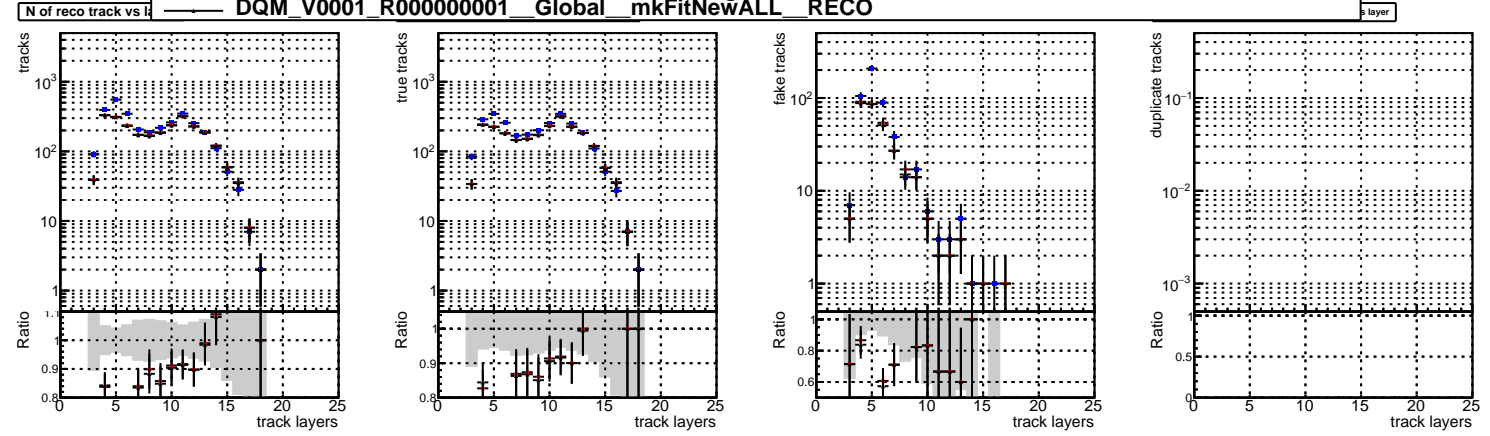 N of reco track vs la
DQM_V0001_R000000001__Global__mkFitNewALL__RECO
s layer
tracks
10³
10²
10
1
Ratio
1.1
1
0.9
0.8
0 5 10 15 20 25
track layers
true tracks
10³
10²
10
1
Ratio
1
0.9
0.8
0 5 10 15 20 25
track layers
fake tracks
10²
10
1
Ratio
1
0.8
0.6
0 5 10 15 20 25
track layers
duplicate tracks
10⁻¹
10⁻²
10⁻³
Ratio
1
0.5
0
0 5 10 15 20 25
track layers